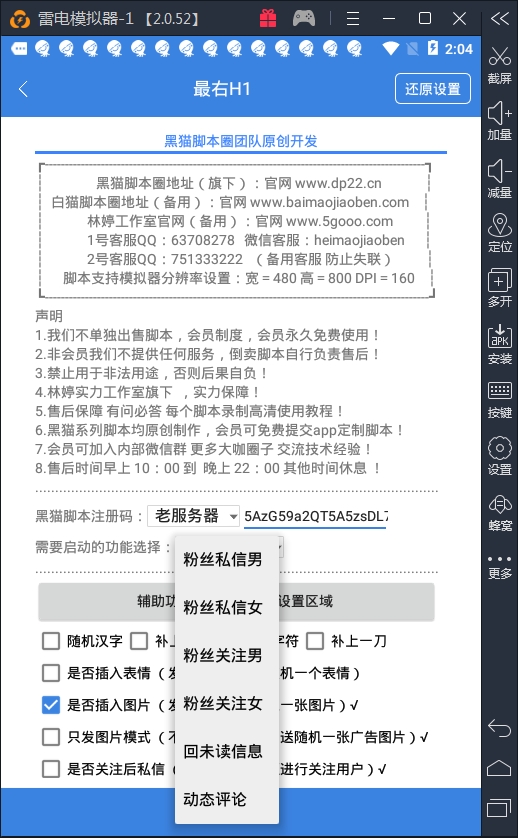 雷电模拟器-1 【2.0.52】
2:04
最右H1
还原设置
黑猫脚本圈团队原创开发
黑猫脚本圈地址（旗下）：官网 www.dp22.cn
白猫脚本圈地址（备用）：官网 www.baimaojiaoben.com
林婷工作室官网（备用）：www.5gooo.com
1号客服QQ：63708278 微信客服：heimaojiaoben
2号客服QQ：751333222 （备用客服 防止失联）
脚本支持模拟器分辨率设置：宽 = 480 高 = 800 DPI = 160
声明
1.我们不单独出售脚本，会员制度，会员永久免费使用！
2.非会员我们不提供任何服务，倒卖脚本自行负责售后！
3.禁止用于非法用途，否则后果自负！
4.林婷实力工作室旗下 ，实力保障！
5.售后保障 有问必答 每个脚本录制高清使用教程！
6.黑猫系列脚本均原创制作，会员可免费提交app定制脚本！
7.会员可加入内部微信群 更多大咖圈子 交流技术经验！
8.售后时间早上 10：00 到 晚上 22：00 其他时间休息 ！
黑猫脚本注册码：老服务器 5AzG59a2QT5A5zsDL7
需要启动的功能选择：
粉丝私信男
粉丝私信女
粉丝关注男
粉丝关注女
回未读信息
动态评论
辅助功 设置区域
随机汉字 补上 字符 补上一刀
是否插入表情（发 机一个表情）
是否插入图片（发 一张图片）√
只发图片模式（不 送随机一张广告图片）√
是否关注后私信（ 进行关注用户）√
截屏
加量
减量
定位
多开
APK
安装
按键
设置
蜂窝
更多